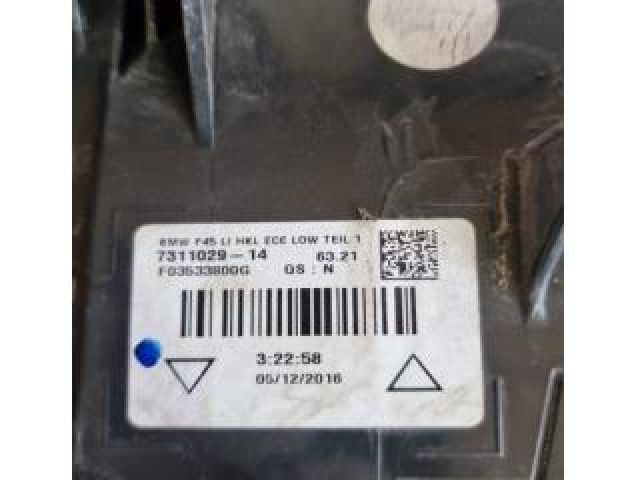 BMW F45 LI HKL ECE LOW TEIL 1
7311029-14 63.21
F03533800G QS: N
3:22:58
05/12/2016